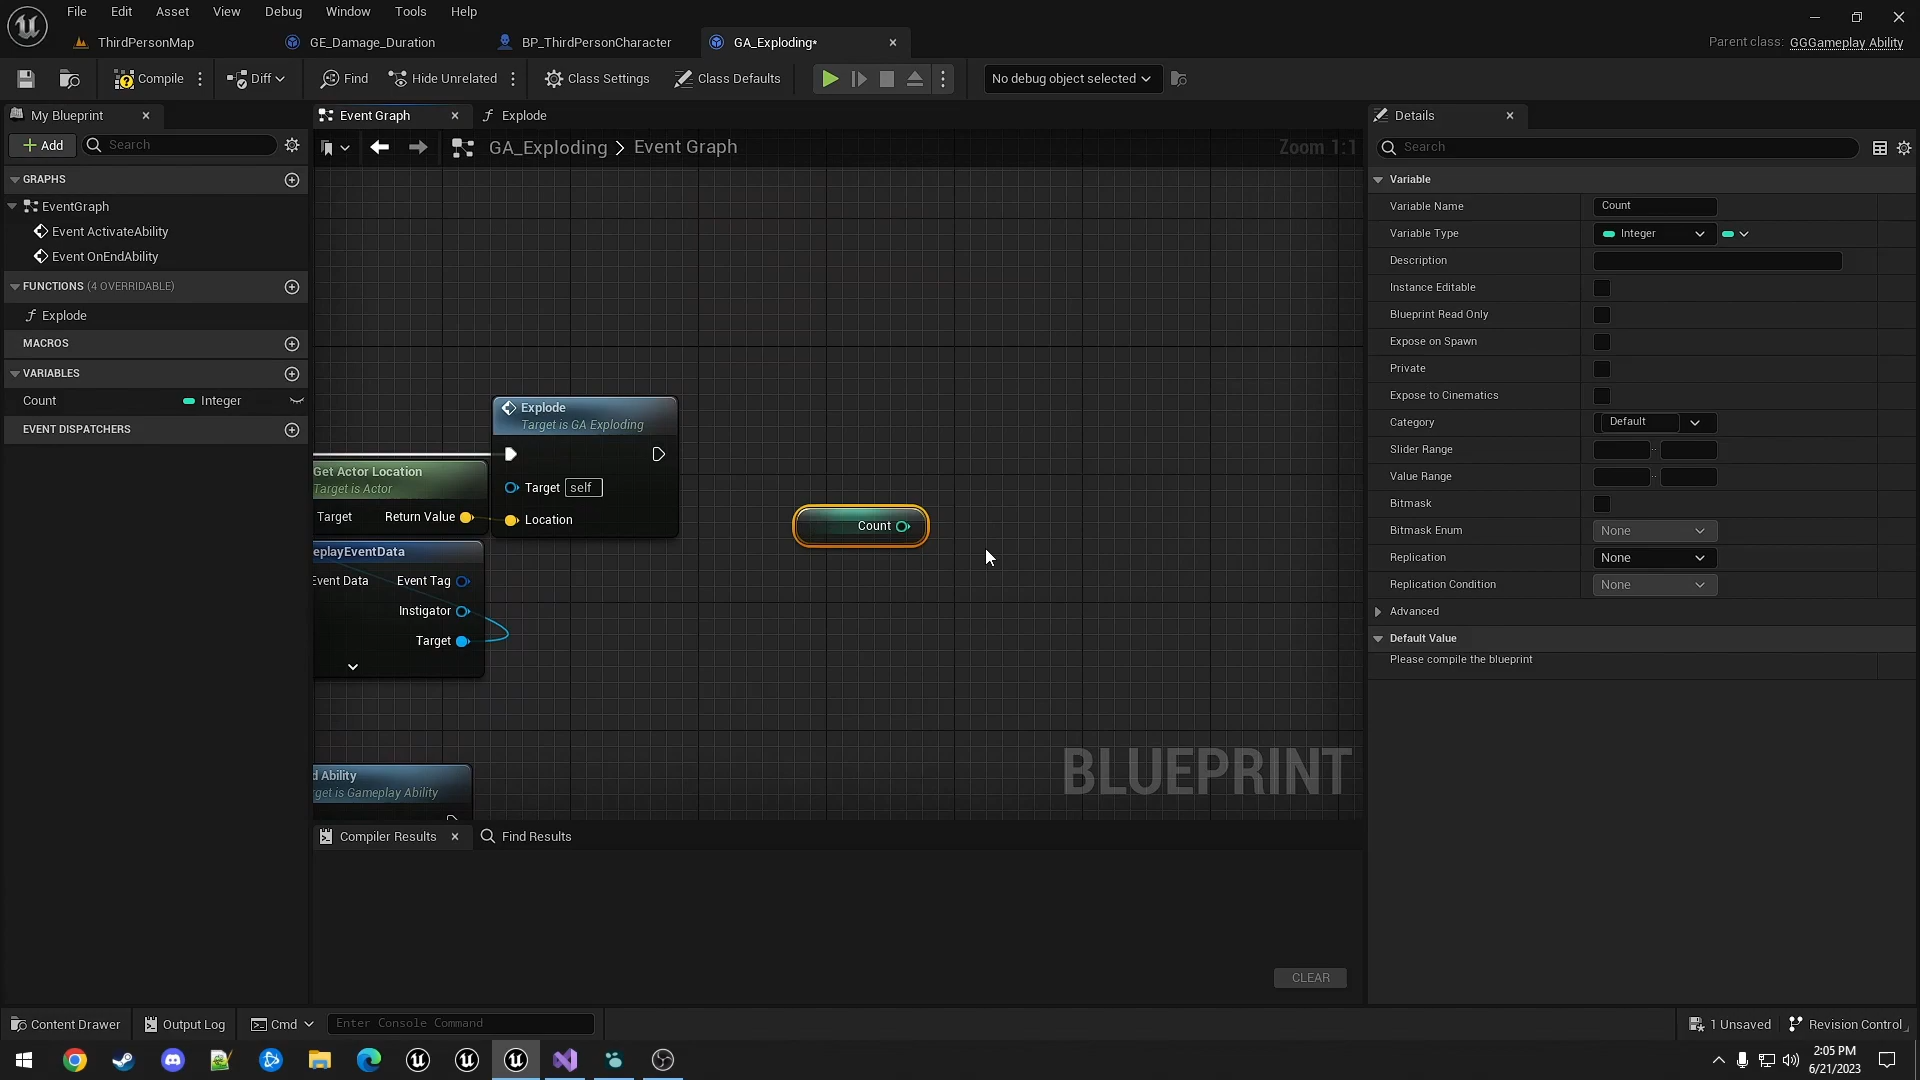 File Edit Asset View Debug Window Tools Help
ThirdPersonMap GE_Damage_Duration BP_ThirdPersonCharacter GA_Exploding*
Parent class: GGGameplay Ability
Compile Diff Find Hide Unrelated Class Settings Class Defaults No debug object selected
My Blueprint
Add Search
GRAPHS
EventGraph
Event ActivateAbility
Event OnEndAbility
FUNCTIONS (4 OVERRIDABLE)
Explode
MACROS
VARIABLES
Count Integer
EVENT DISPATCHERS
Event Graph Explode
GA_Exploding > Event Graph Zoom 1:1
Explode
Target is GA Exploding
Target self
Location
Get Actor Location
Target is Actor
Target Return Value
eplayEventData
Event Data Event Tag
Instigator
Target
Count
d Ability
rget is Gameplay Ability
BLUEPRINT
Compiler Results Find Results
CLEAR
Details
Search
Variable
Variable Name Count
Variable Type Integer
Description
Instance Editable
Blueprint Read Only
Expose on Spawn
Private
Expose to Cinematics
Category Default
Slider Range
Value Range
Bitmask
Bitmask Enum None
Replication None
Replication Condition None
Advanced
Default Value
Please compile the blueprint
Content Drawer Output Log Cmd Enter Console Command 1 Unsaved Revision Control
2:05 PM
6/21/2023